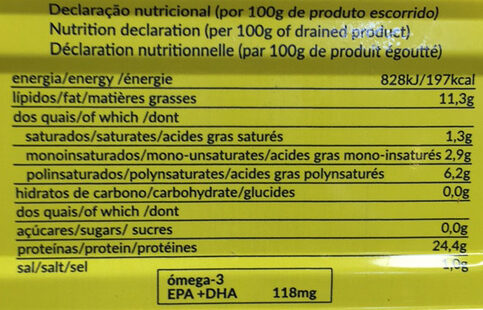 Declaração nutricional (por 100g de produto escorrido)
Nutrition declaration (per 100g of drained product)
Déclaration nutritionnelle (par 100g de produit égoutté)
energia/energy /énergie 828kJ/197kcal
lípidos/fat/matières grasses 11,3g
dos quais/of which /dont
saturados/saturates/acides gras saturés 1,3g
monoinsaturados/mono-unsaturates/acides gras mono-insaturés 2,9g
polinsaturados/polynsaturates/acides gras polynsaturés 6,2g
hidratos de carbono/carbohydrate/glucides 0,0g
dos quais/of which /dont
açúcares/sugars/ sucres 0,0g
proteínas/protein/protéines 24,4g
sal/salt/sel 1,0g
ómega-3
EPA +DHA 118mg